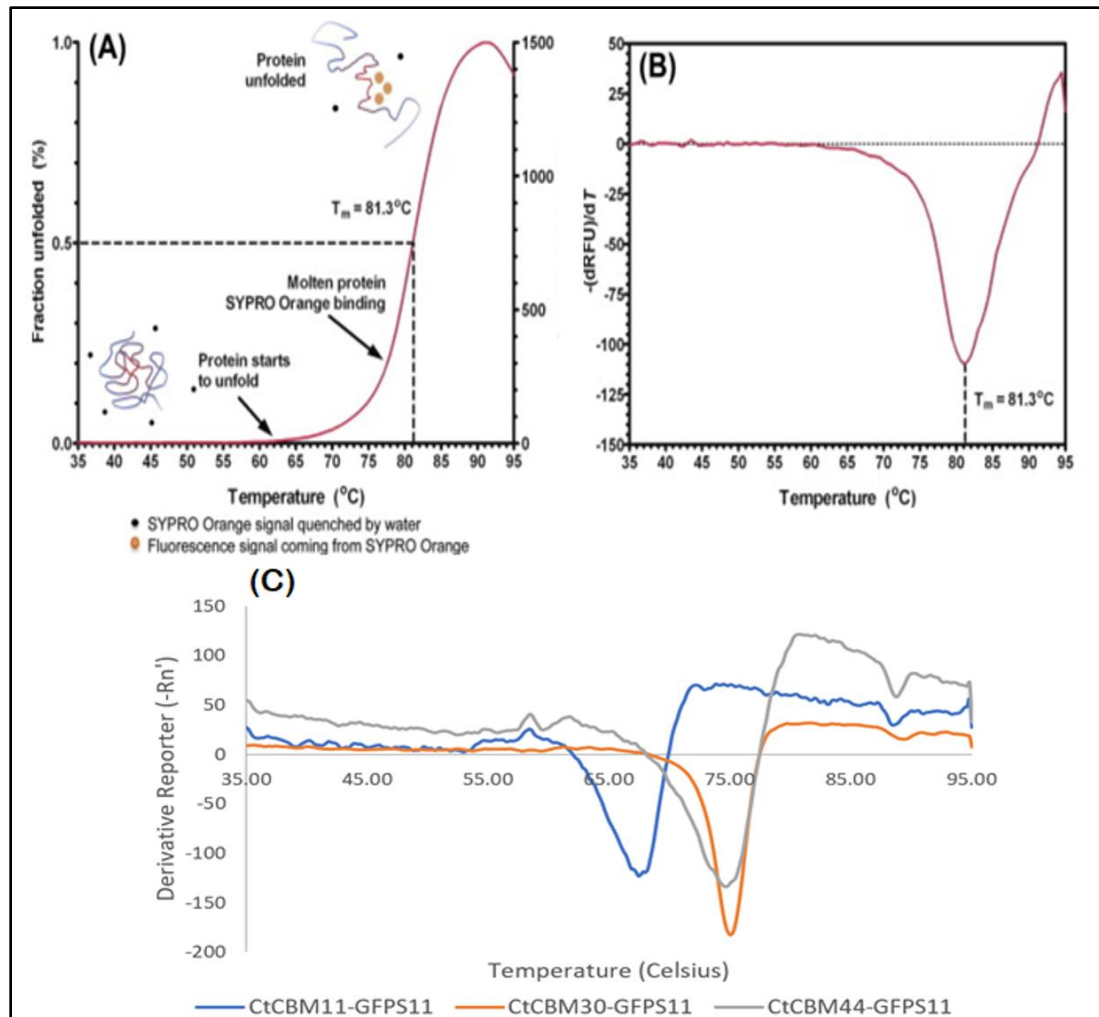 (A)
Protein
unfolded
Tm = 81.3°C
Molten protein
SYPRO Orange binding
Protein starts
to unfold
Fraction unfolded (%)
1.0
0.5
0.0
1500
1000
500
0
35 40 45 50 55 60 65 70 75 80 85 90 95
Temperature (°C)
SYPRO Orange signal quenched by water
Fluorescence signal coming from SYPRO Orange
(B)
-(dRFU)/dT
50
25
0
-25
-50
-75
-100
-125
-150
Tm = 81.3°C
35 40 45 50 55 60 65 70 75 80 85 90 95
Temperature (°C)
(C)
Derivative Reporter (-Rn')
150
100
50
0
-50
-100
-150
-200
35.00 45.00 55.00 65.00 75.00 85.00 95.00
Temperature (Celsius)
CtCBM11-GFPS11 CtCBM30-GFPS11 CtCBM44-GFPS11